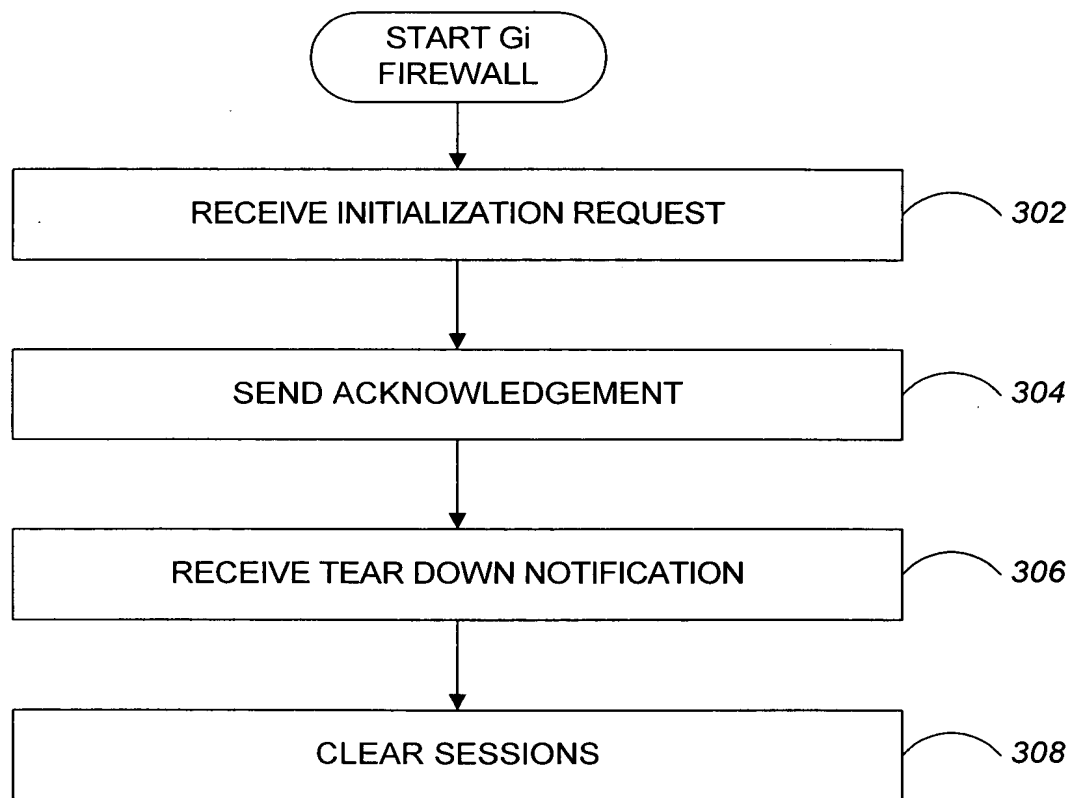 START Gi
FIREWALL
RECEIVE INITIALIZATION REQUEST
302
SEND ACKNOWLEDGEMENT
304
RECEIVE TEAR DOWN NOTIFICATION
306
CLEAR SESSIONS
308